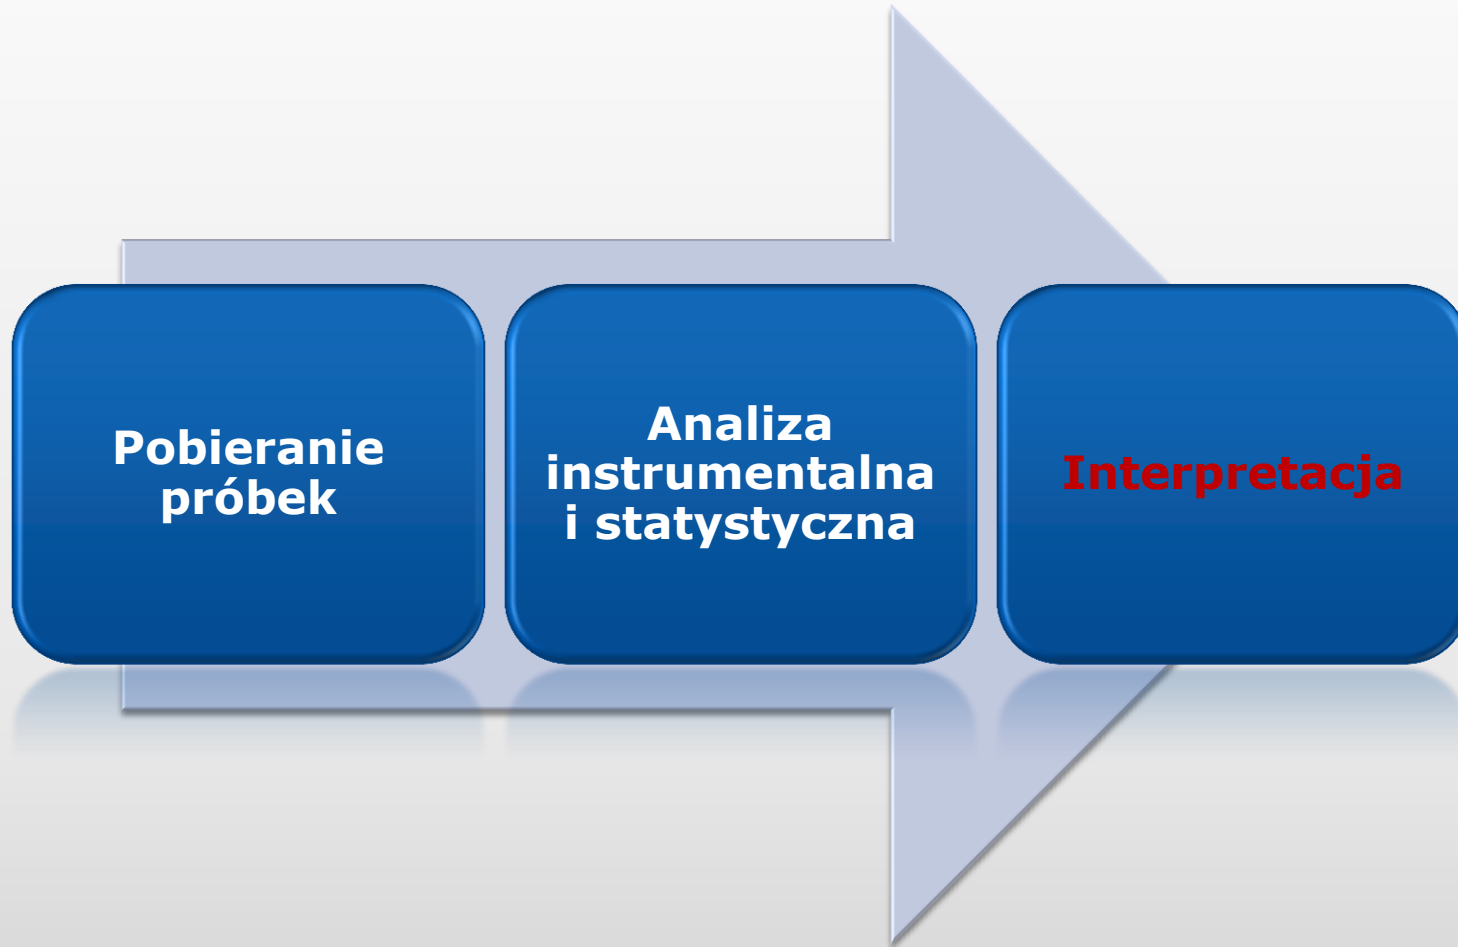 Pobieranie
próbek
Analiza
instrumentalna
i statystyczna
Interpretacja